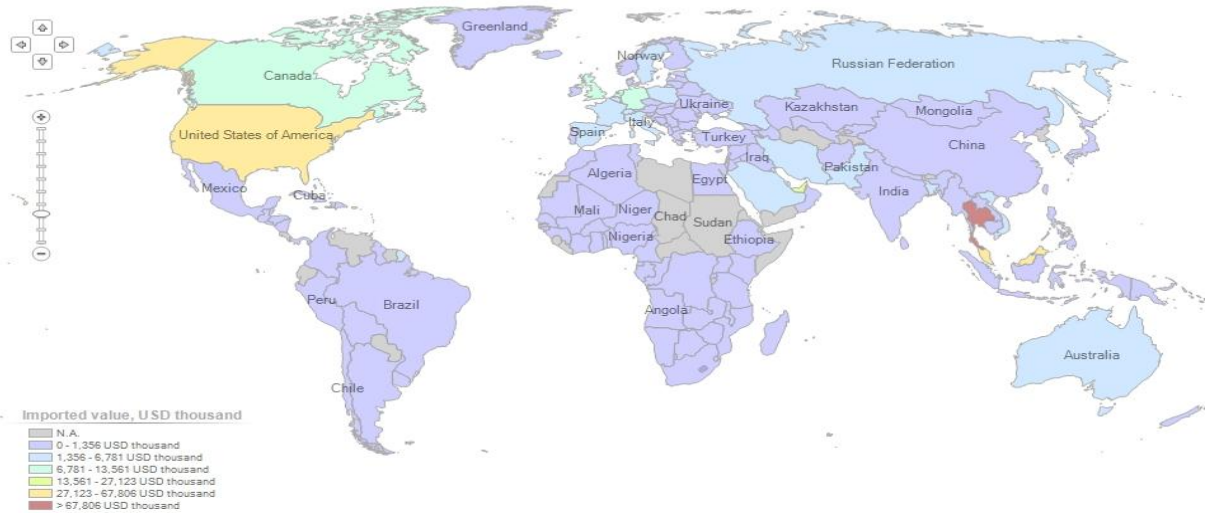 Greenland
Norway
Canada
Russian Federation
Ukraine
Kazakhstan
Mongolia
Italy
Spain
United States of America
Turkey
China
Iraq
Algeria
Pakistan
Mexico
Egypt
India
Cuba
Mali
Niger
Chad
Sudan
Nigeria
Ethiopia
Peru
Brazil
Angola
Australia
Chile
Imported value, USD thousand
N.A.
0 - 1,356 USD thousand
1,356 - 6,781 USD thousand
6,781 - 13,561 USD thousand
13,561 - 27,123 USD thousand
27,123 - 67,806 USD thousand
> 67,806 USD thousand